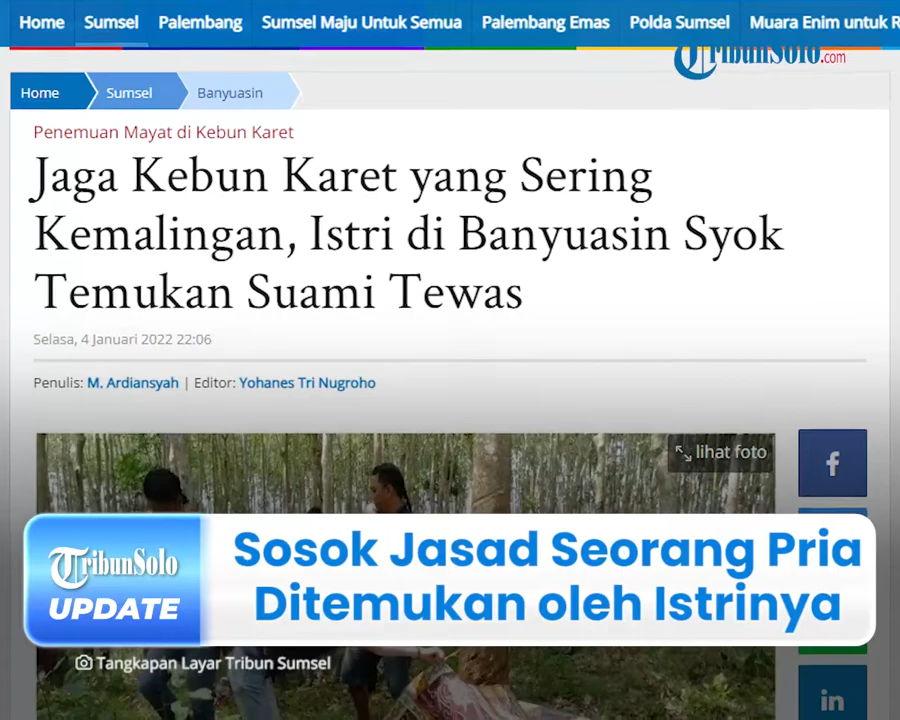 Home Sumsel Palembang Sumsel Maju Untuk Semua Palembang Emas Polda Sumsel Muara Enim untuk R
TribunSolo.com
Home Sumsel Banyuasin
Penemuan Mayat di Kebun Karet
Jaga Kebun Karet yang Sering
Kemalingan, Istri di Banyuasin Syok
Temukan Suami Tewas
Selasa, 4 Januari 2022 22:06
Penulis: M. Ardiansyah | Editor: Yohanes Tri Nugroho
lihat foto
f
TribunSolo
UPDATE
Sosok Jasad Seorang Pria
Ditemukan oleh Istrinya
Tangkapan Layar Tribun Sumsel
in